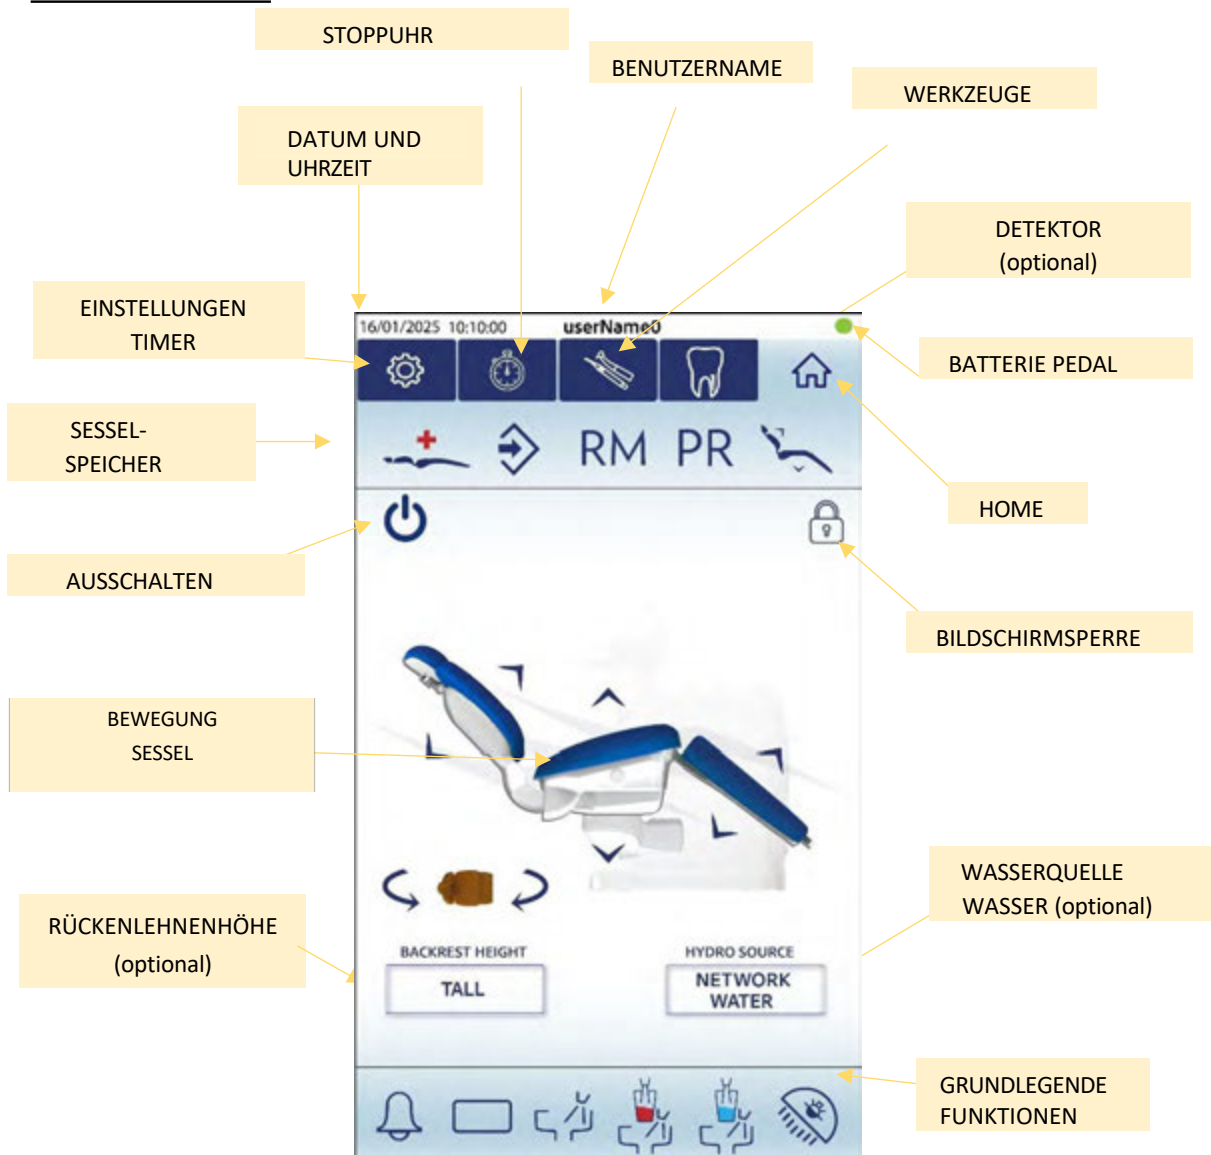 STOPPUHR
BENUTZERNAME
WERKZEUGE
DATUM UND
UHRZEIT
DETEKTOR
(optional)
EINSTELLUNGEN
TIMER
16/01/2025 10:10:00 userName0
BATTERIE PEDAL
SESSEL-
SPEICHER
RM PR
HOME
AUSSCHALTEN
BILDSCHIRMSPERRE
BEWEGUNG
SESSEL
WASSERQUELLE
WASSER (optional)
RÜCKENLEHNENHÖHE
(optional)
BACKREST HEIGHT
TALL
HYDRO SOURCE
NETWORK
WATER
GRUNDLEGENDE
FUNKTIONEN